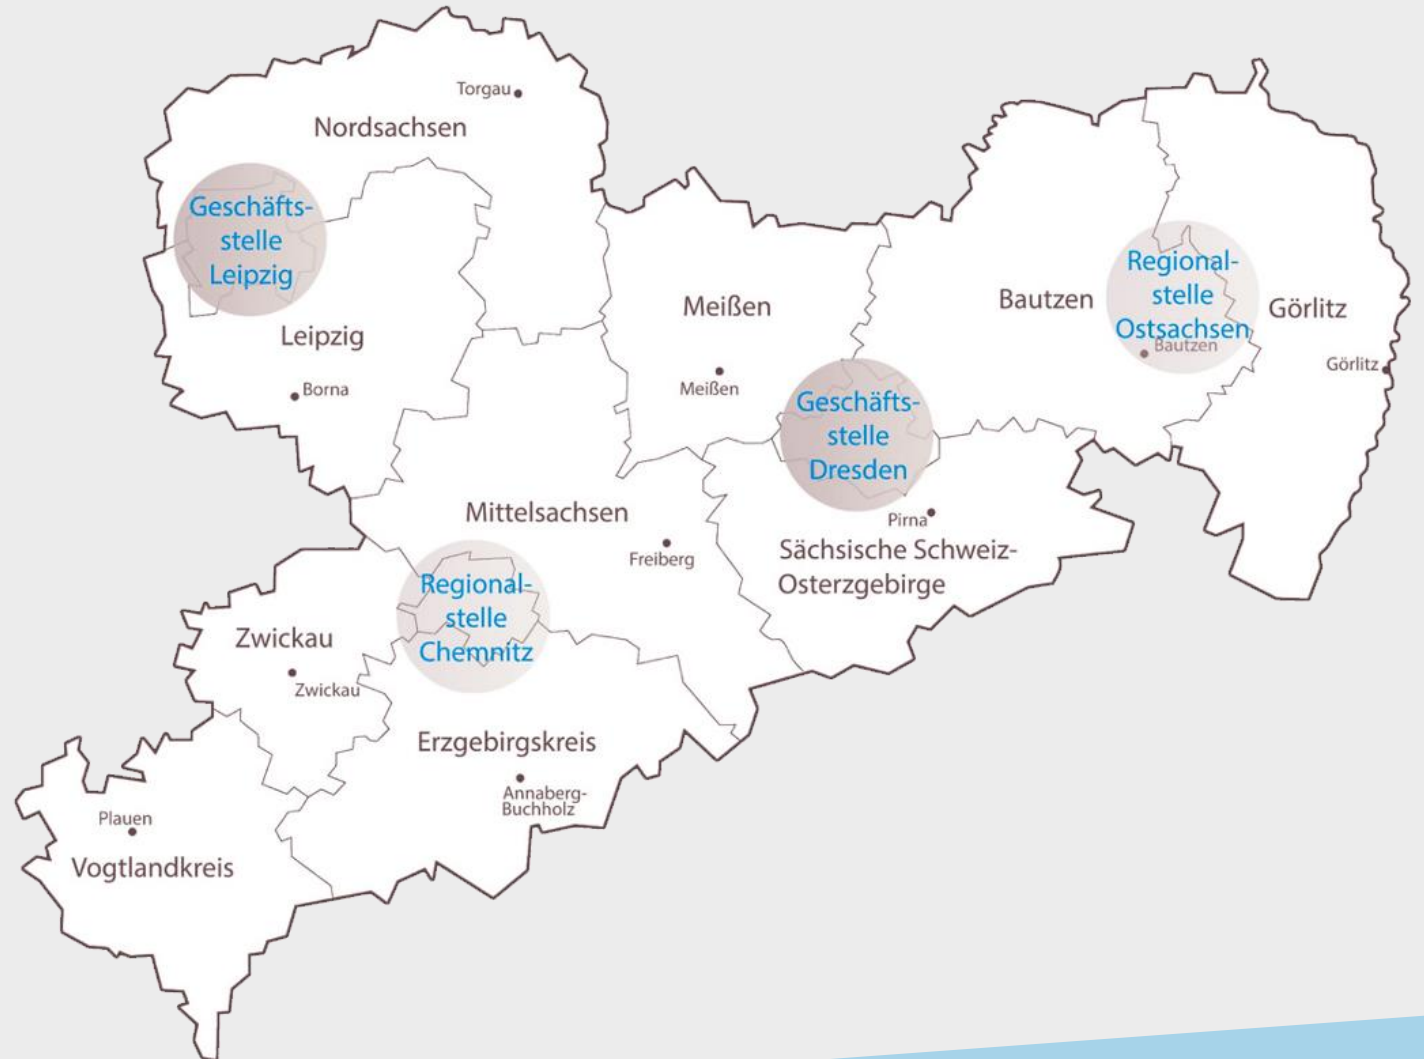 Torgau
Nordsachsen
Geschäfts-
stelle
Leipzig
Leipzig
Borna
Meißen
Meißen
Bautzen
Regional-
stelle
Ostsachsen
Bautzen
Görlitz
Görlitz
Geschäfts-
stelle
Dresden
Pirna
Sächsische Schweiz-
Osterzgebirge
Mittelsachsen
Freiberg
Regional-
stelle
Chemnitz
Zwickau
Zwickau
Erzgebirgskreis
Annaberg-
Buchholz
Plauen
Vogtlandkreis